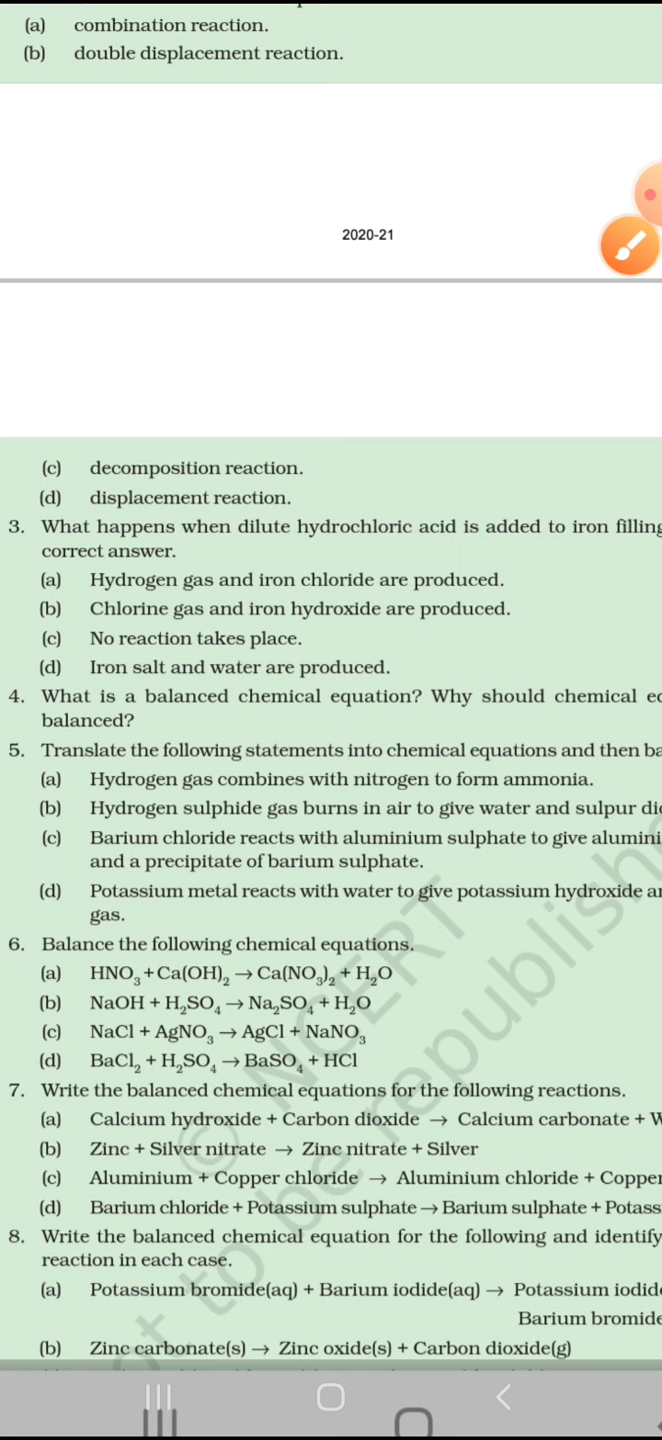 (a) combination reaction.
(b) double displacement reaction.
2020-21
(c) decomposition reaction.
(d) displacement reaction.
3. What happens when dilute hydrochloric acid is added to iron filling
correct answer.
(a) Hydrogen gas and iron chloride are produced.
(b) Chlorine gas and iron hydroxide are produced.
(c) No reaction takes place.
(d) Iron salt and water are produced.
4. What is a balanced chemical equation? Why should chemical
balanced?
5. Translate the following statements into chemical equations and then
(a) Hydrogen gas combines with nitrogen to form ammonia.
(b) Hydrogen sulphide gas burns in air to give water and sulpur
(c) Barium chloride reacts with aluminium sulphate to give alumini
and a precipitate of barium sulphate.
(d) Potassium metal reacts with water to give potassium hydroxide
gas.
6. Balance the following chemical equations.
(a) HNO₃ + Ca(OH)₂ → Ca(NO₃)₂ + H₂O
(b) NaOH + H₂SO₄ → Na₂SO₄ + H₂O
(c) NaCl + AgNO₃ → AgCl + NaNO₃
(d) BaCl₂ + H₂SO₄ → BaSO₄ + HCl
7. Write the balanced chemical equations for the following reactions.
(a) Calcium hydroxide + Carbon dioxide → Calcium carbonate +
(b) Zinc + Silver nitrate → Zinc nitrate + Silver
(c) Aluminium + Copper chloride → Aluminium chloride + Copper
(d) Barium chloride + Potassium sulphate → Barium sulphate + Potass
8. Write the balanced chemical equation for the following and identify
reaction in each case.
(a) Potassium bromide(aq) + Barium iodide(aq) → Potassium iodid
Barium bromide
(b) Zinc carbonate(s) → Zinc oxide(s) + Carbon dioxide(g)
© NCERT
not to be republish